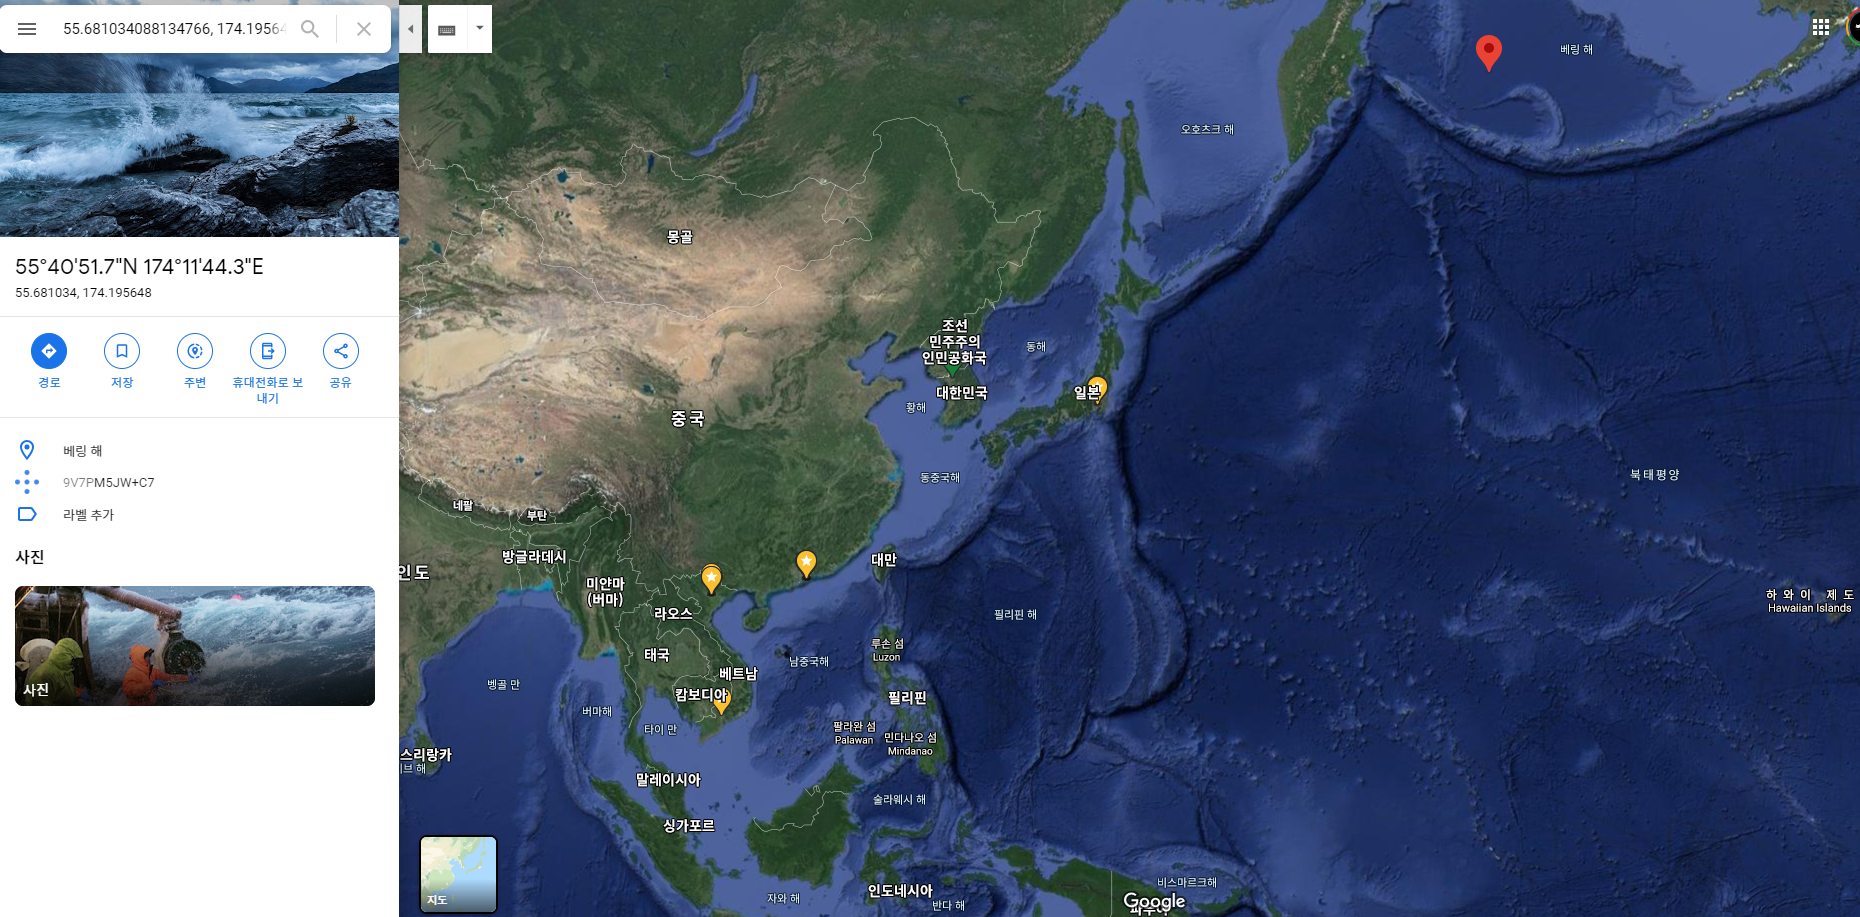 55.681034088134766, 174.19564
55°40'51.7"N 174°11'44.3"E
55.681034, 174.195648
경로
저장
주변
휴대전화로 보
내기
공유
베링 해
9V7PM5JW+C7
라벨 추가
사진
사진
베링 해
오호츠크 해
몽골
조선
민주주의
인민공화국
동해
대한민국
일본
황해
중국
동중국해
북태평양
네팔
부탄
방글라데시
대만
인도
미얀마
(버마)
라오스
필리핀 해
하와이 제도
Hawaiian Islands
루손 섬
Luzon
태국
남중국해
베트남
벵골 만
캄보디아
필리핀
버마해
타이 만
팔라완 섬
Palawan
민다나오 섬
Mindanao
스리랑카
브 해
말레이시아
술라웨시 해
싱가포르
비스마르크해
인도네시아
자와 해
반다 해
Google
지도